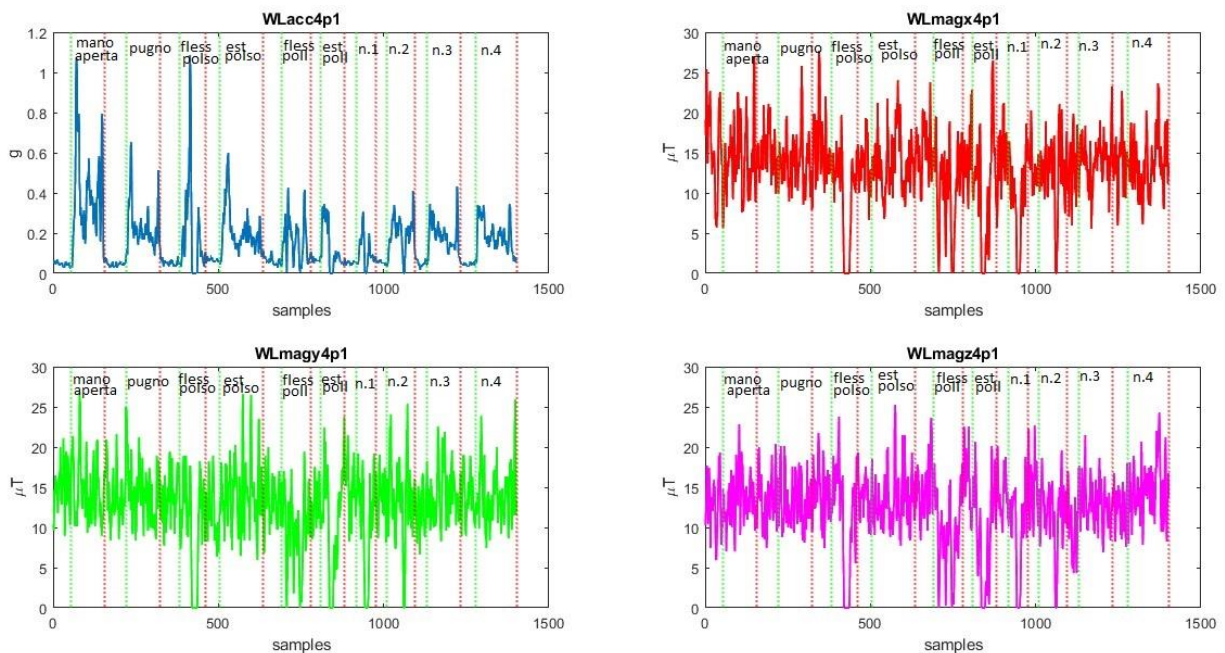 WLacc4p1
1.2
1
0.8
0.6
0.4
0.2
0
g
mano
aperta
pugno
fless
polso
est
polso
fless
poll
est
poll
n.1
n.2
n.3
n.4
0
500
1000
1500
samples
WLmagx4p1
30
25
20
15
10
5
0
μT
mano
aperta
pugno
fless
polso
est
polso
fless
poll
est
poll
n.1
n.2
n.3
n.4
0
500
1000
1500
samples
WLmagy4p1
30
25
20
15
10
5
0
μT
mano
aperta
pugno
fless
polso
est
polso
fless
poll
est
poll
n.1
n.2
n.3
n.4
0
500
1000
1500
samples
WLmagz4p1
30
25
20
15
10
5
0
μT
mano
aperta
pugno
fless
polso
est
polso
fless
poll
est
poll
n.1
n.2
n.3
n.4
0
500
1000
1500
samples